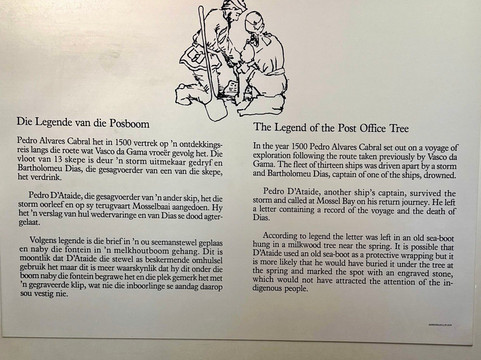 Die Legende van die Posboom
Pedro Alvares Cabral het in 1500 vertrek op 'n ontdekkings-
reis langs die roete wat Vasco da Gama vroeër gevolg het. Die
vloot van 13 skepe is deur 'n storm uitmekaar gedryf en
Bartholomeu Dias, die gesagvoerder van een van die skepe,
het verdrink.
Pedro D'Ataide, die gesagvoerder van 'n ander skip, het die
storm oorleef en op sy terugvaart Mosselbaai aangedoen. Hy
het 'n verslag van hul wedervaringe en van Dias se dood agter-
gelaat.
Volgens legende is die brief in 'n ou seemanstewel geplaas
en naby die fontein in 'n melkhoutboom gehang. Dit is
moontlik dat D'Ataide die stewel as beskermende omhulsel
gebruik het maar dit is meer waarskynlik dat hy dit onder die
boom naby die fontein begrawe het en die plek gemerk het met
'n gegraveerde klip, wat nie die inboorlinge se aandag daarop
sou vestig nie.
The Legend of the Post Office Tree
In the year 1500 Pedro Alvares Cabral set out on a voyage of
exploration following the route taken previously by Vasco da
Gama. The fleet of thirteen ships was driven apart by a storm
and Bartholomeu Dias, captain of one of the ships, drowned.
Pedro D'Ataide, another ship's captain, survived the
storm and called at Mossel Bay on his return journey. He left
a letter containing a record of the voyage and the death of
Dias.
According to legend the letter was left in an old sea-boot
hung in a milkwood tree near the spring. It is possible that
D'Ataide used an old sea-boot as a protective wrapping but it
is more likely that he would have buried it under the tree at
the spring and marked the spot with an engraved stone,
which would not have attracted the attention of the in-
digenous people.